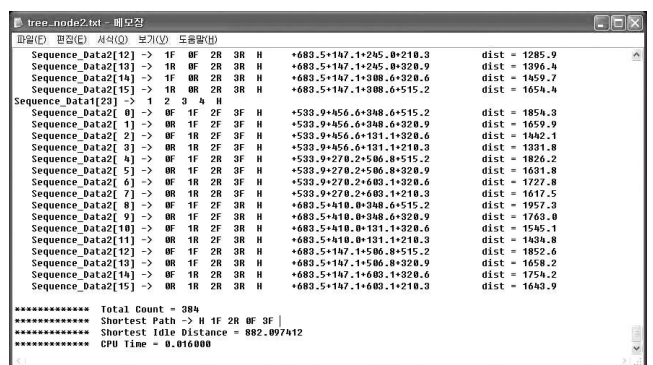 tree_node2.txt - 메모장
파일(F) 편집(E) 서식(O) 보기(V) 도움말(H)
Sequence_Data2[12] -> 1F 0F 2R 3R H +683.5+147.1+245.0+210.3 dist = 1285.9
Sequence_Data2[13] -> 1R 0F 2R 3R H +683.5+147.1+245.0+320.9 dist = 1396.4
Sequence_Data2[14] -> 1F 0R 2R 3R H +683.5+147.1+308.6+320.6 dist = 1459.7
Sequence_Data2[15] -> 1R 0R 2R 3R H +683.5+147.1+308.6+515.2 dist = 1654.4
Sequence_Data1[23] -> 1 2 3 4 H
Sequence_Data2[ 0] -> 0F 1F 2F 3F H +533.9+456.6+348.6+515.2 dist = 1854.3
Sequence_Data2[ 1] -> 0R 1F 2F 3F H +533.9+456.6+348.6+320.9 dist = 1659.9
Sequence_Data2[ 2] -> 0F 1R 2F 3F H +533.9+456.6+131.1+320.6 dist = 1442.1
Sequence_Data2[ 3] -> 0R 1R 2F 3F H +533.9+456.6+131.1+210.3 dist = 1331.8
Sequence_Data2[ 4] -> 0F 1F 2R 3F H +533.9+270.2+506.8+515.2 dist = 1826.2
Sequence_Data2[ 5] -> 0R 1F 2R 3F H +533.9+270.2+506.8+320.9 dist = 1631.8
Sequence_Data2[ 6] -> 0F 1R 2R 3F H +533.9+270.2+603.1+320.6 dist = 1727.8
Sequence_Data2[ 7] -> 0R 1R 2R 3F H +533.9+270.2+603.1+210.3 dist = 1617.5
Sequence_Data2[ 8] -> 0F 1F 2F 3R H +683.5+410.0+348.6+515.2 dist = 1957.3
Sequence_Data2[ 9] -> 0R 1F 2F 3R H +683.5+410.0+348.6+320.9 dist = 1763.0
Sequence_Data2[10] -> 0F 1R 2F 3R H +683.5+410.0+131.1+320.6 dist = 1545.1
Sequence_Data2[11] -> 0R 1R 2F 3R H +683.5+410.0+131.1+210.3 dist = 1434.8
Sequence_Data2[12] -> 0F 1F 2R 3R H +683.5+147.1+506.8+515.2 dist = 1852.6
Sequence_Data2[13] -> 0R 1F 2R 3R H +683.5+147.1+506.8+320.9 dist = 1658.2
Sequence_Data2[14] -> 0F 1R 2R 3R H +683.5+147.1+603.1+320.6 dist = 1754.2
Sequence_Data2[15] -> 0R 1R 2R 3R H +683.5+147.1+603.1+210.3 dist = 1643.9
************* Total Count = 384
************* Shortest Path -> H 1F 2R 0F 3F
************* Shortest Idle Distance = 882.097412
************* CPU Time = 0.016000